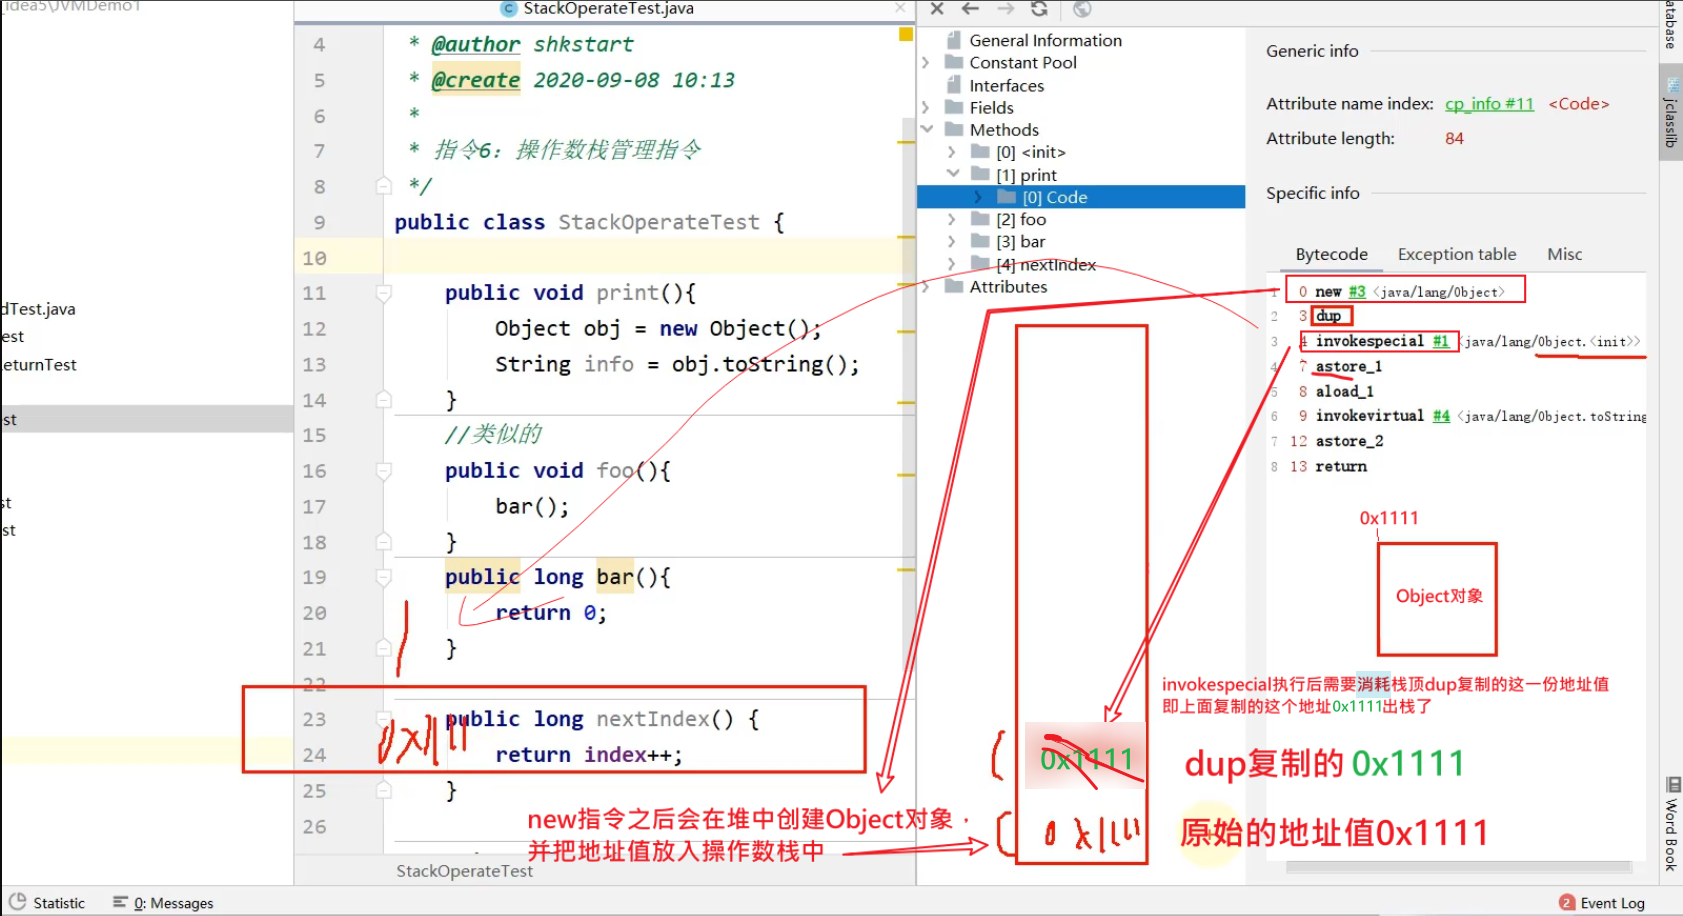 idea5\JVMDemo1
StackOperateTest.java
dTest.java
est
eturnTest
st
st
st
4 * @author shkstart
5 * @create 2020-09-08 10:13
6 *
7 * 指令6：操作数栈管理指令
8 */
9 public class StackOperateTest {
10
11 public void print(){
12 Object obj = new Object();
13 String info = obj.toString();
14 }
15 //类似的
16 public void foo(){
17 bar();
18 }
19 public long bar(){
20 return 0;
21 }
22
23 public long nextIndex() {
24 return index++;
25 }
26
0x1111
new指令之后会在堆中创建Object对象，
并把地址值放入操作数栈中
StackOperateTest
General Information
Constant Pool
Interfaces
Fields
Methods
[0] <init>
[1] print
[0] Code
[2] foo
[3] bar
[4] nextIndex
Attributes
0x1111
0x1111
Generic info
Attribute name index: cp_info #11 <Code>
Attribute length: 84
Specific info
Bytecode Exception table Misc
1 0 new #3 <java/lang/Object>
2 3 dup
3 4 invokespecial #1 <java/lang/Object.<init>>
4 7 astore_1
5 8 aload_1
6 9 invokevirtual #4 <java/lang/Object.toString
7 12 astore_2
8 13 return
0x1111
Object对象
invokespecial执行后需要消耗栈顶dup复制的这一份地址值
即上面复制的这个地址0x1111出栈了
dup复制的 0x1111
原始的地址值0x1111
atabase
jclasslib
Word Book
Statistic
0: Messages
2 Event Log